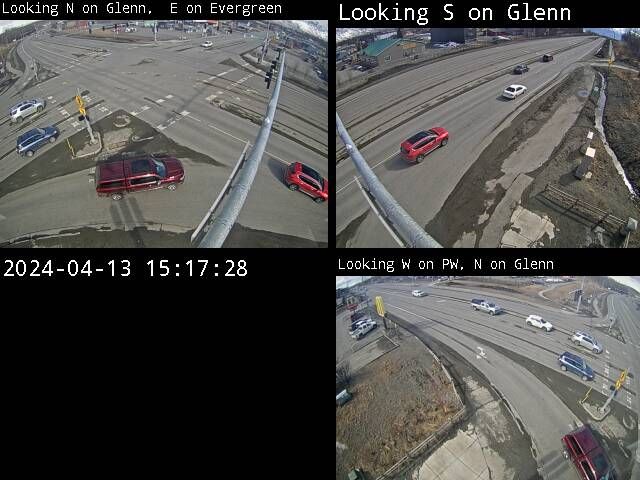 Looking N on Glenn,  E on Evergreen
Looking S on Glenn
2024-04-13 15:17:28
Looking W on PW, N on Glenn